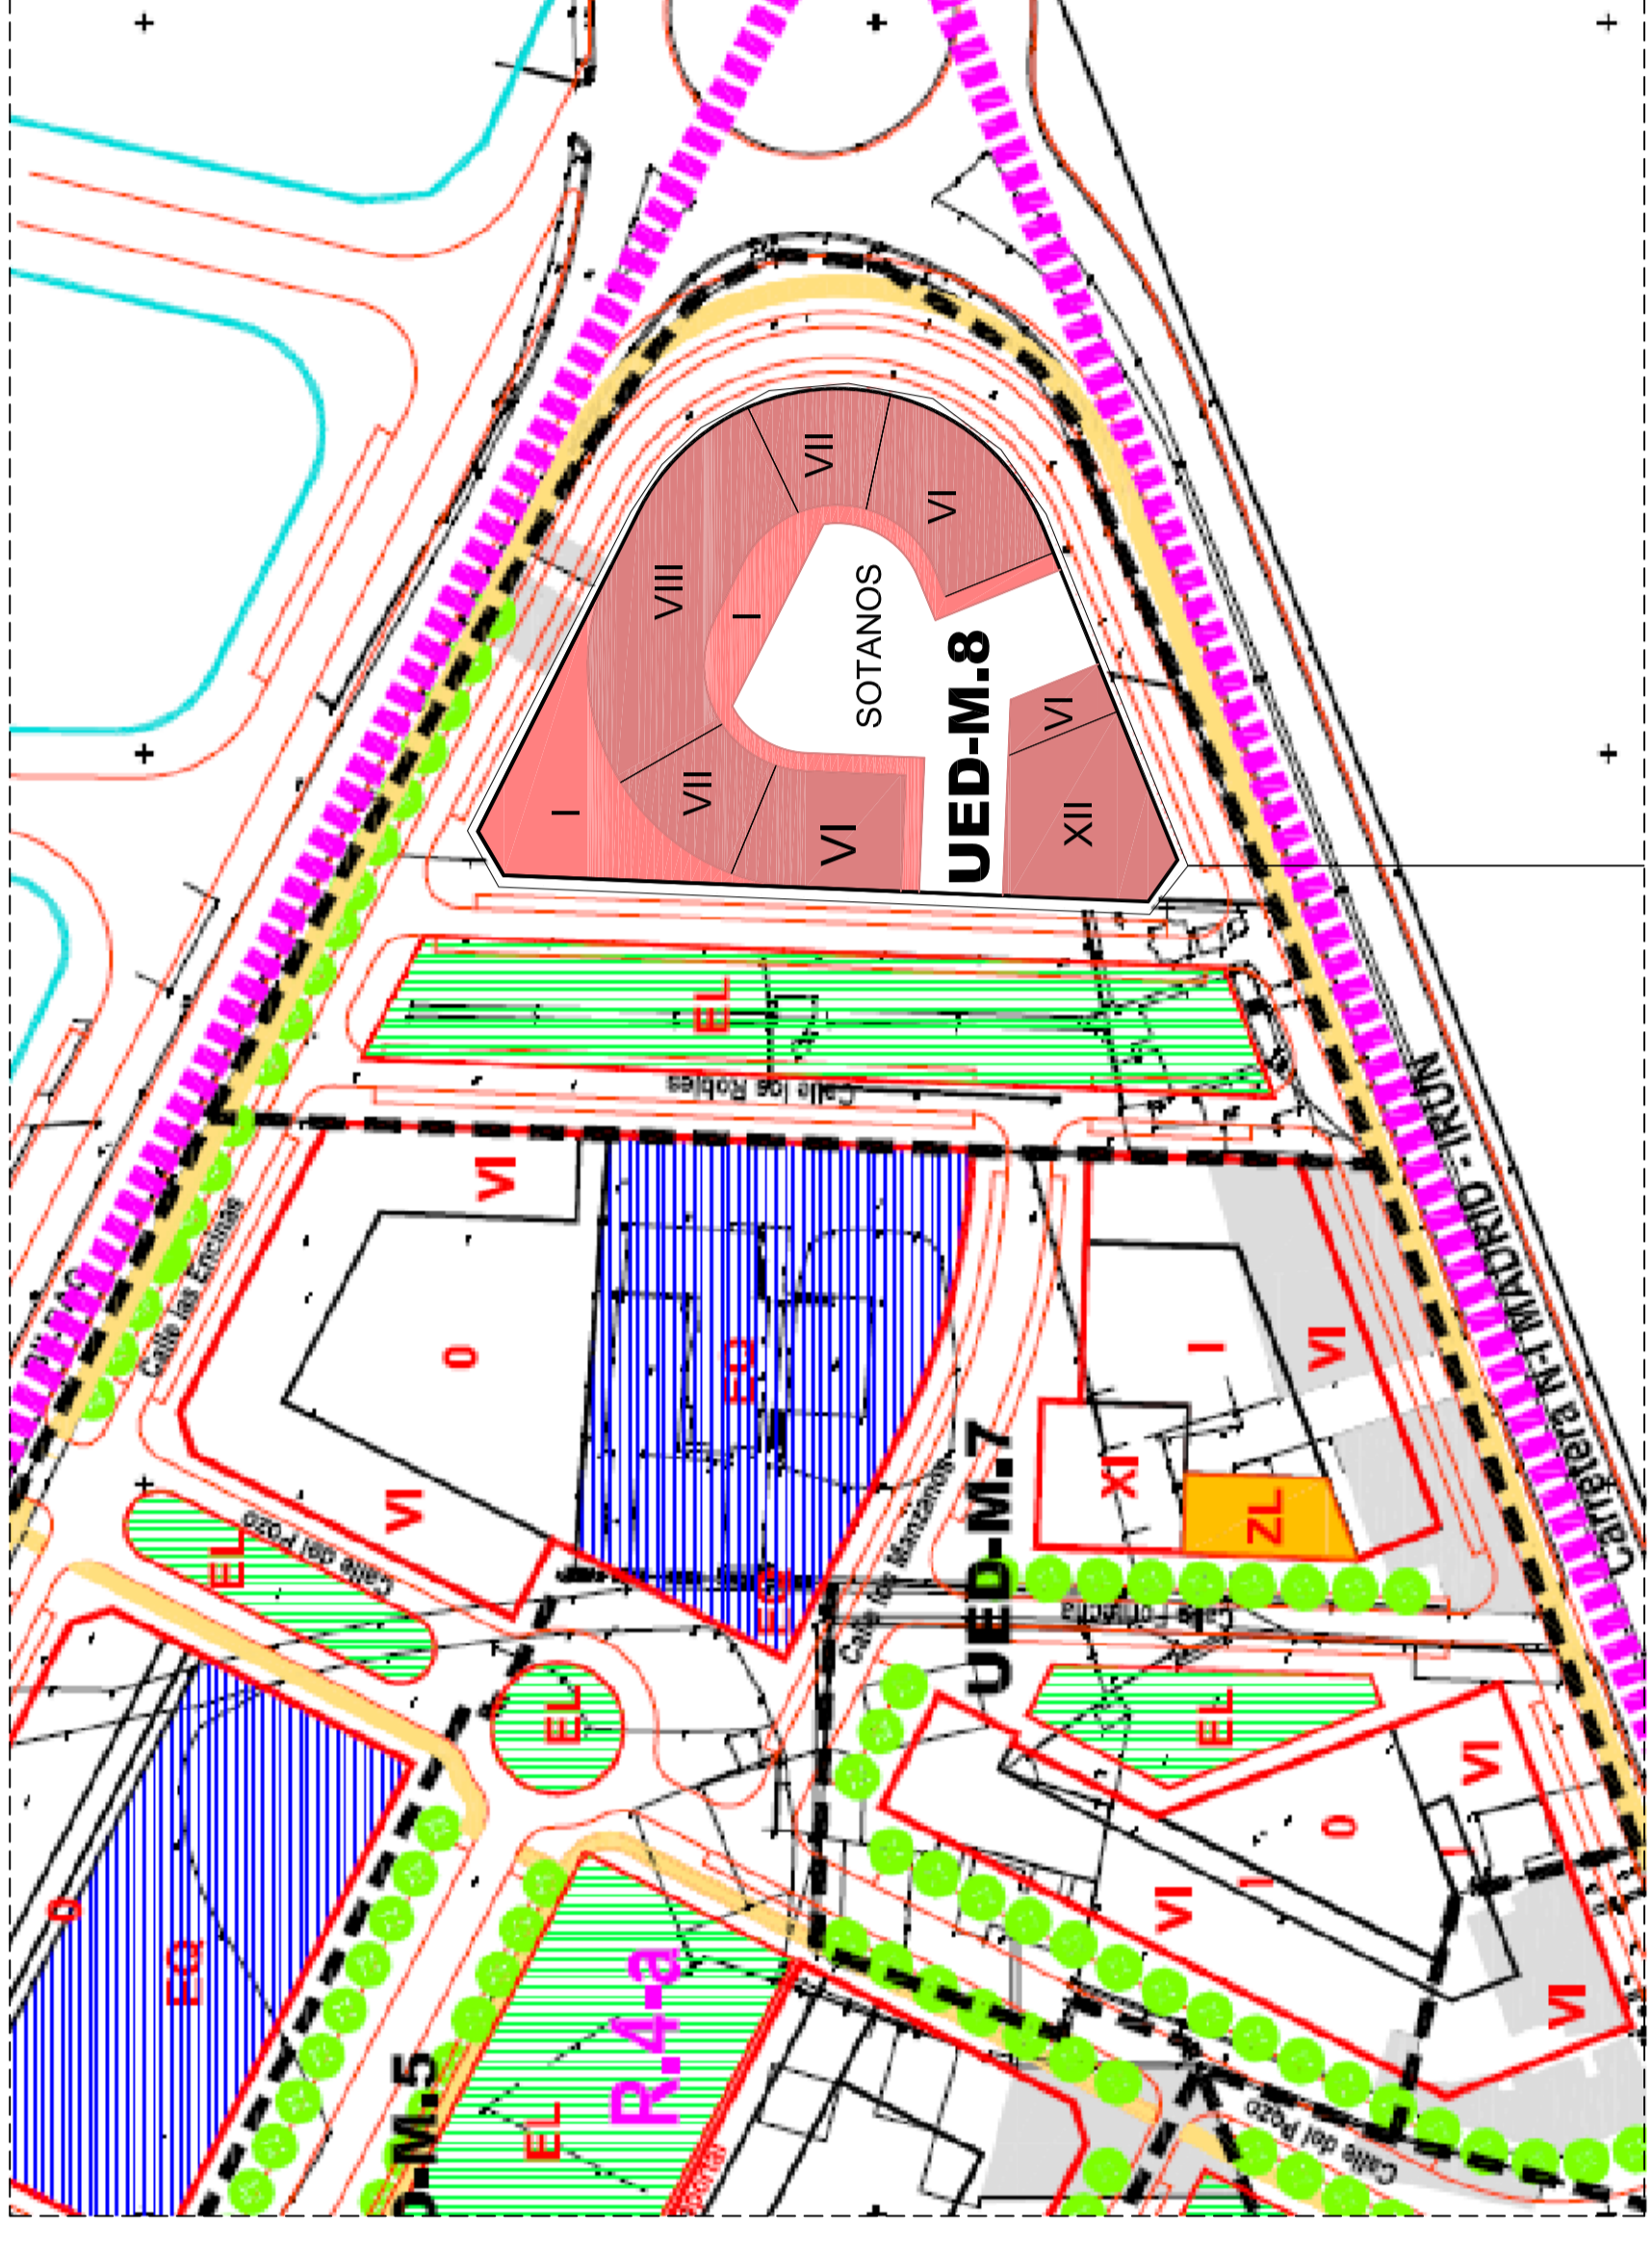 VII
VI
VIII
I
SOTANOS
UED-M.8
VI
VII
I
VI
XII
EL
Calle los Robles
VI
Carretera N-I MADRID - IRUN
Calle las Encinas
0
EQ
I
VI
UED-M.7
XI
ZL
VI
EL
Calle del Pozo
Calle los Manzanos
EL
EL
VI
0
I
I
VI
0
EQ
R.4-a
VI
-M.5
EL
Calle del Pozo